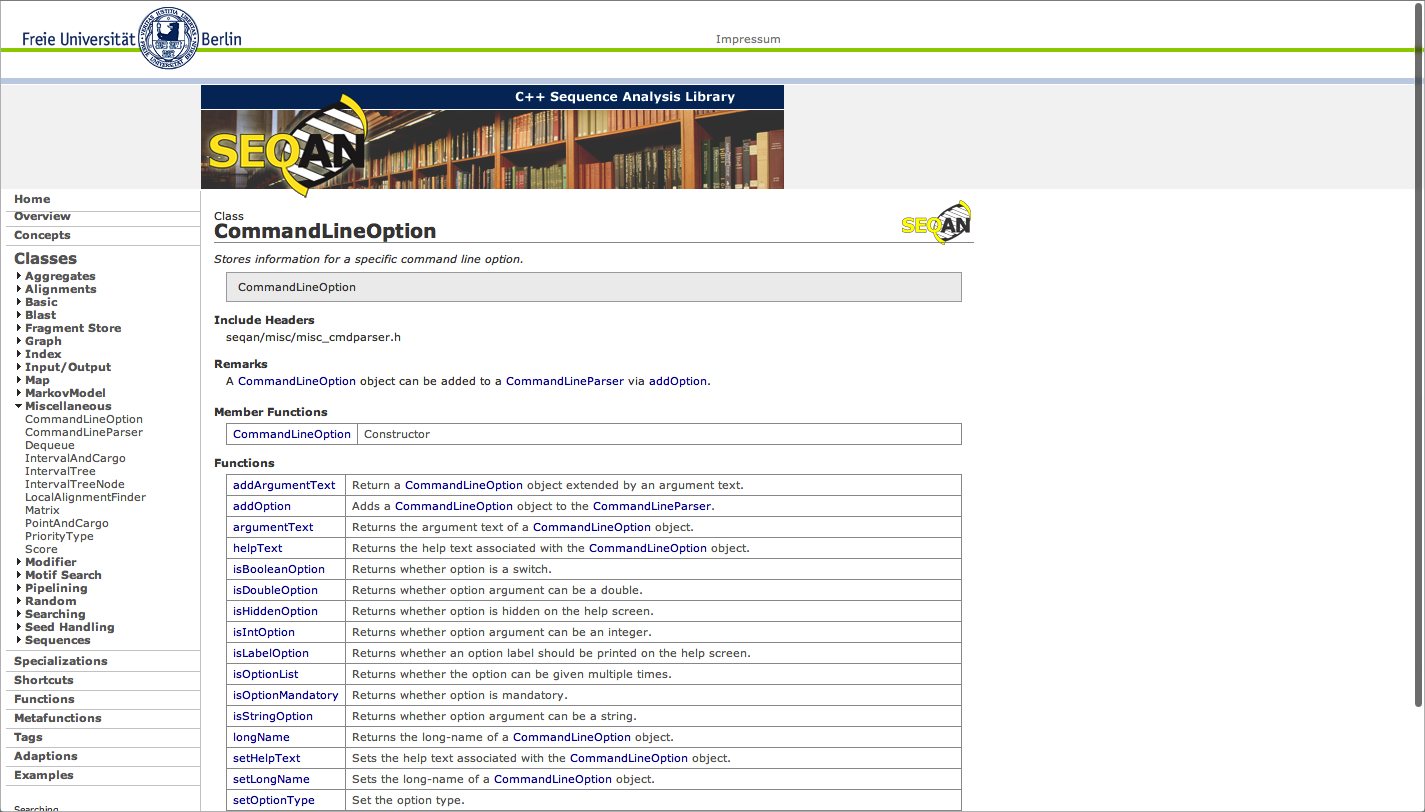 Freie Universität Berlin
Impressum
C++ Sequence Analysis Library
SEQAN
Home
Overview
Concepts
Classes
Aggregates
Alignments
Basic
Blast
Fragment Store
Graph
Index
Input/Output
Map
MarkovModel
Miscellaneous
CommandLineOption
CommandLineParser
Dequeue
IntervalAndCargo
IntervalTree
IntervalTreeNode
LocalAlignmentFinder
Matrix
PointAndCargo
PriorityType
Score
Modifier
Motif Search
Pipelining
Random
Searching
Seed Handling
Sequences
Specializations
Shortcuts
Functions
Metafunctions
Tags
Adaptions
Examples
Searching
Class
CommandLineOption
SEQAN
Stores information for a specific command line option.
CommandLineOption
Include Headers
seqan/misc/misc_cmdparser.h
Remarks
A CommandLineOption object can be added to a CommandLineParser via addOption.
Member Functions
CommandLineOption Constructor
Functions
addArgumentText Return a CommandLineOption object extended by an argument text.
addOption Adds a CommandLineOption object to the CommandLineParser.
argumentText Returns the argument text of a CommandLineOption object.
helpText Returns the help text associated with the CommandLineOption object.
isBooleanOption Returns whether option is a switch.
isDoubleOption Returns whether option argument can be a double.
isHiddenOption Returns whether option is hidden on the help screen.
isIntOption Returns whether option argument can be an integer.
isLabelOption Returns whether an option label should be printed on the help screen.
isOptionList Returns whether the option can be given multiple times.
isOptionMandatory Returns whether option is mandatory.
isStringOption Returns whether option argument can be a string.
longName Returns the long-name of a CommandLineOption object.
setHelpText Sets the help text associated with the CommandLineOption object.
setLongName Sets the long-name of a CommandLineOption object.
setOptionType Set the option type.